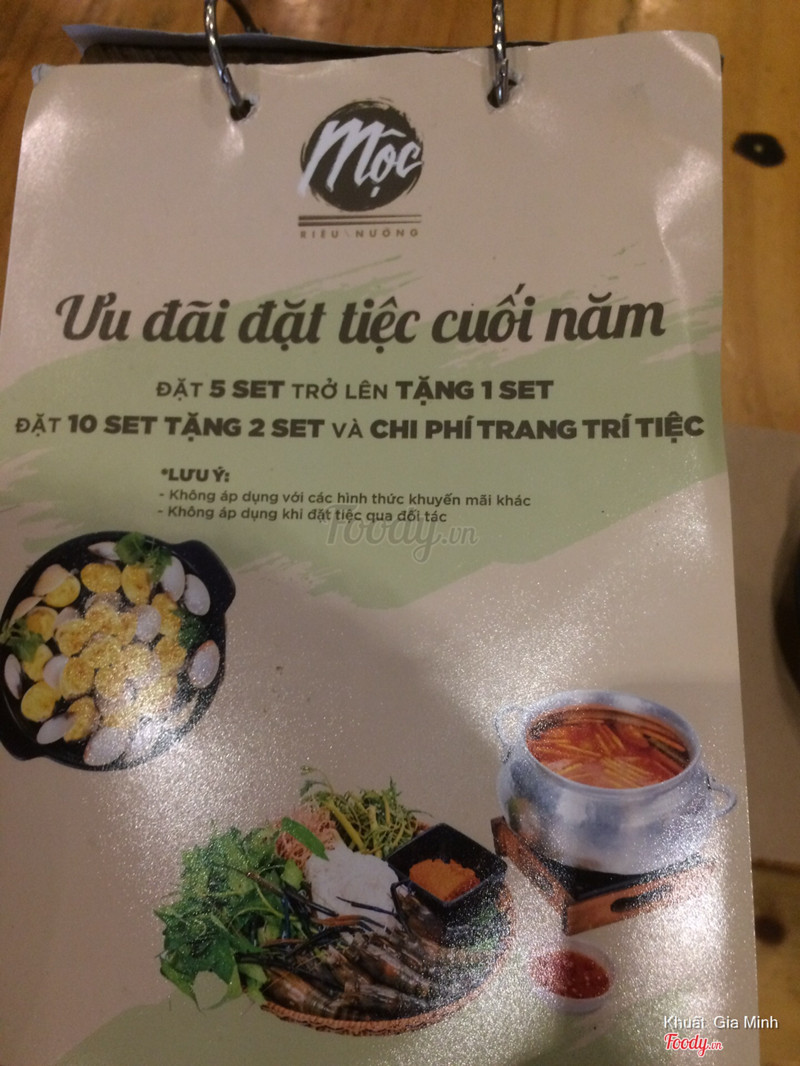 Mộc
RIÊU \ NƯỚNG
Ưu đãi đặt tiệc cuối năm
ĐẶT 5 SET TRỞ LÊN TẶNG 1 SET
ĐẶT 10 SET TẶNG 2 SET VÀ CHI PHÍ TRANG TRÍ TIỆC
*LƯU Ý:
- Không áp dụng với các hình thức khuyến mãi khác
- Không áp dụng khi đặt tiệc qua đối tác
Foody.vn
Khuất Gia Minh
Foody.vn